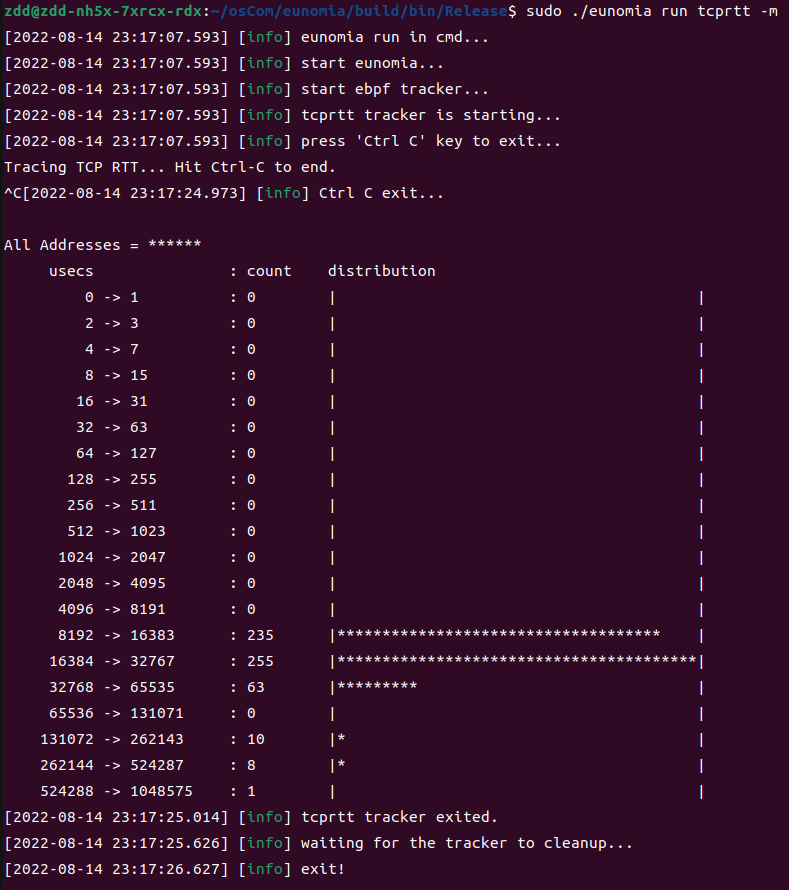 zdd@zdd-nh5x-7xrcx-rdx:~/osCom/eunomia/build/bin/Release$ sudo ./eunomia run tcprtt -m
[2022-08-14 23:17:07.593] [info] eunomia run in cmd...
[2022-08-14 23:17:07.593] [info] start eunomia...
[2022-08-14 23:17:07.593] [info] start ebpf tracker...
[2022-08-14 23:17:07.593] [info] tcprtt tracker is starting...
[2022-08-14 23:17:07.593] [info] press 'Ctrl C' key to exit...
Tracing TCP RTT... Hit Ctrl-C to end.
^C[2022-08-14 23:17:24.973] [info] Ctrl C exit...

All Addresses = ******
     usecs               : count    distribution
         0 -> 1          : 0        |                                        |
         2 -> 3          : 0        |                                        |
         4 -> 7          : 0        |                                        |
         8 -> 15         : 0        |                                        |
        16 -> 31         : 0        |                                        |
        32 -> 63         : 0        |                                        |
        64 -> 127        : 0        |                                        |
       128 -> 255        : 0        |                                        |
       256 -> 511        : 0        |                                        |
       512 -> 1023       : 0        |                                        |
      1024 -> 2047       : 0        |                                        |
      2048 -> 4095       : 0        |                                        |
      4096 -> 8191       : 0        |                                        |
      8192 -> 16383      : 235      |************************************    |
     16384 -> 32767      : 255      |****************************************|
     32768 -> 65535      : 63       |*********                               |
     65536 -> 131071     : 0        |                                        |
    131072 -> 262143     : 10       |*                                       |
    262144 -> 524287     : 8        |*                                       |
    524288 -> 1048575    : 1        |                                        |
[2022-08-14 23:17:25.014] [info] tcprtt tracker exited.
[2022-08-14 23:17:25.626] [info] waiting for the tracker to cleanup...
[2022-08-14 23:17:26.627] [info] exit!